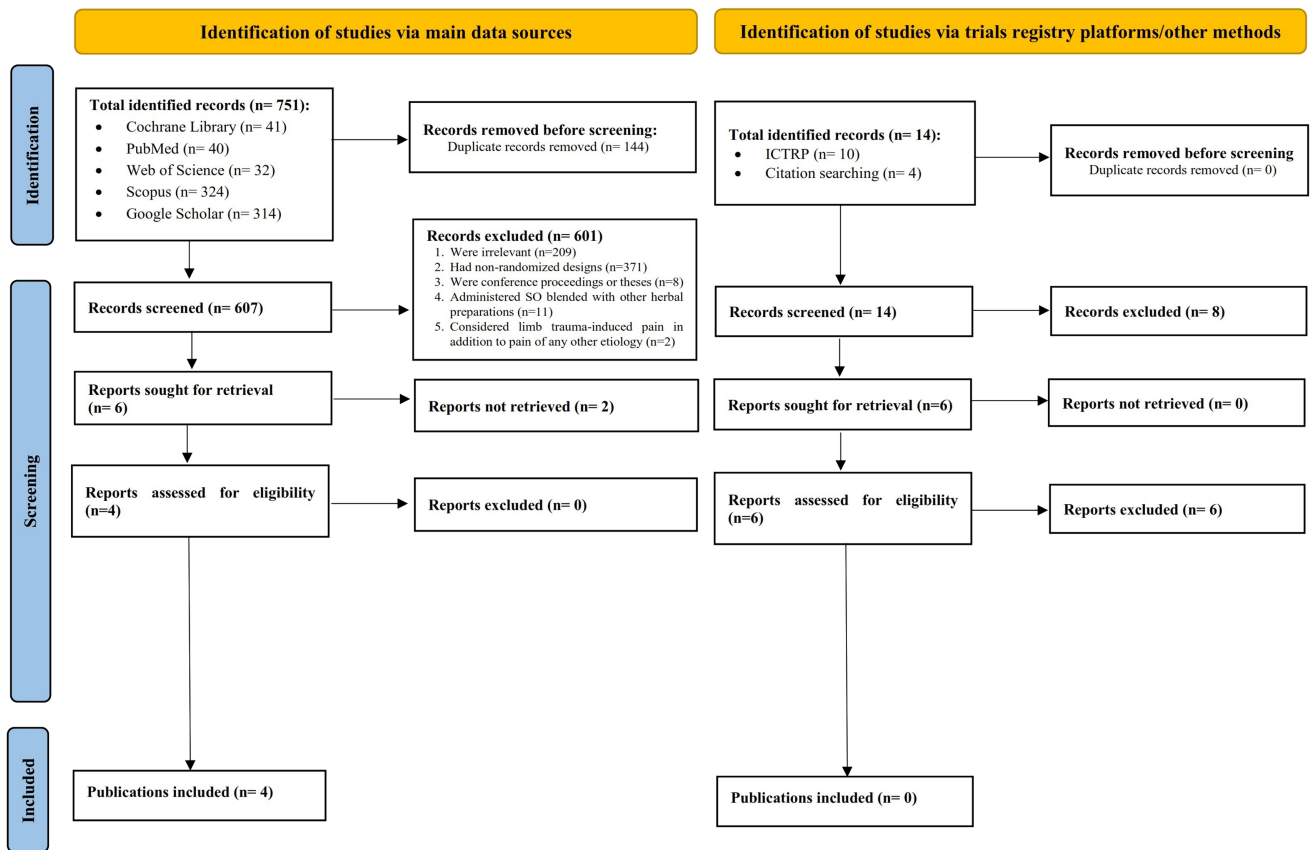 Identification of studies via main data sources
Identification of studies via trials registry platforms/other methods
Identification
Total identified records (n= 751):
• Cochrane Library (n= 41)
• PubMed (n= 40)
• Web of Science (n= 32)
• Scopus (n= 324)
• Google Scholar (n= 314)
Records removed before screening:
Duplicate records removed (n= 144)
Total identified records (n= 14):
• ICTRP (n= 10)
• Citation searching (n= 4)
Records removed before screening
Duplicate records removed (n= 0)
Screening
Records screened (n= 607)
Records excluded (n= 601)
1. Were irrelevant (n=209)
2. Had non-randomized designs (n=371)
3. Were conference proceedings or theses (n=8)
4. Administered SO blended with other herbal
preparations (n=11)
5. Considered limb trauma-induced pain in
addition to pain of any other etiology (n=2)
Records screened (n= 14)
Records excluded (n= 8)
Reports sought for retrieval
(n= 6)
Reports not retrieved (n= 2)
Reports sought for retrieval (n=6)
Reports not retrieved (n= 0)
Reports assessed for eligibility
(n=4)
Reports excluded (n= 0)
Reports assessed for eligibility
(n=6)
Reports excluded (n= 6)
Included
Publications included (n= 4)
Publications included (n= 0)